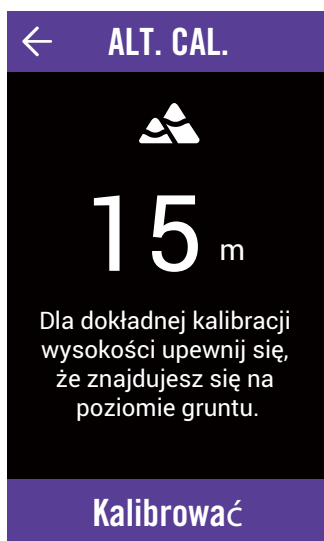 ALT. CAL.
15 m
Dla dokładnej kalibracji
wysokości upewnij się,
że znajdujesz się na
poziomie gruntu.
Kalibrować